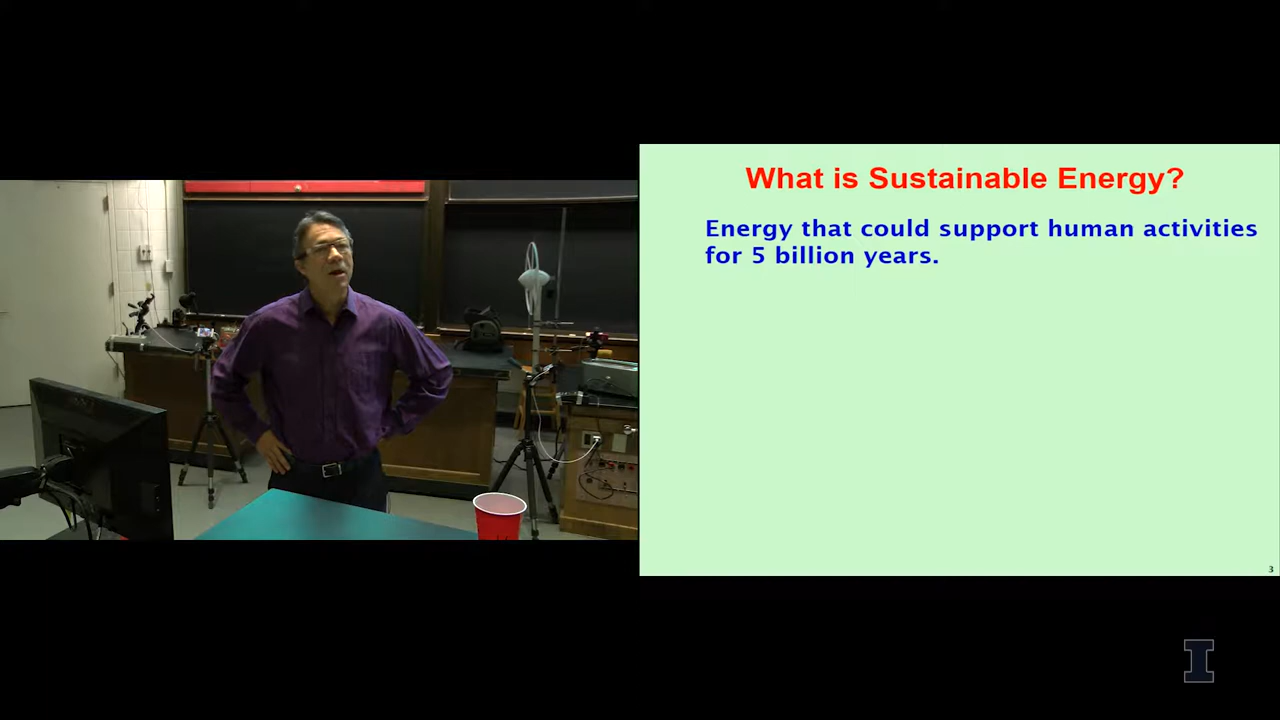 What is Sustainable Energy?
Energy that could support human activities
for 5 billion years.
3
I